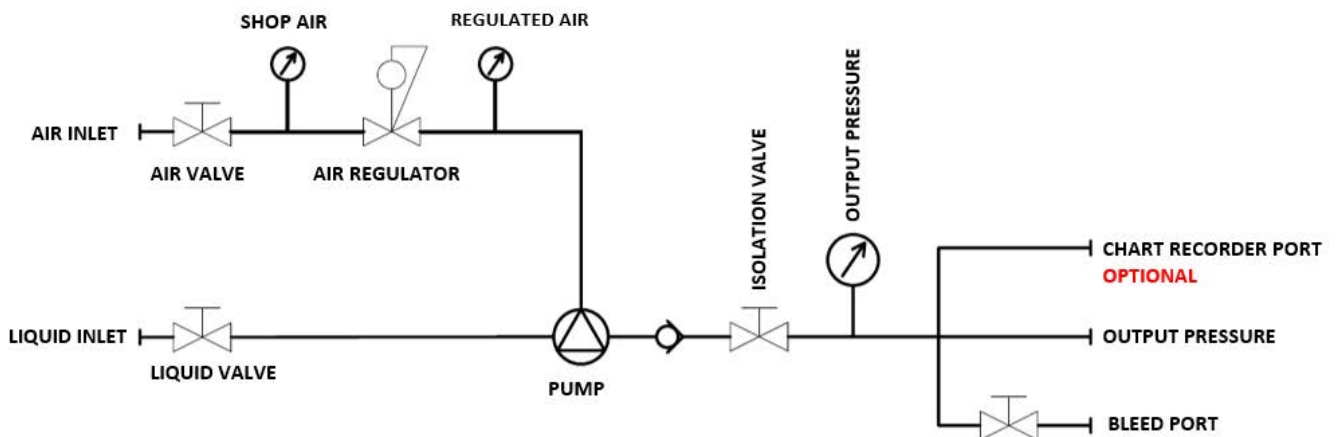 SHOP AIR
REGULATED AIR
AIR INLET
AIR VALVE
AIR REGULATOR
ISOLATION VALVE
OUTPUT PRESSURE
CHART RECORDER PORT
OPTIONAL
LIQUID INLET
OUTPUT PRESSURE
LIQUID VALVE
PUMP
BLEED PORT